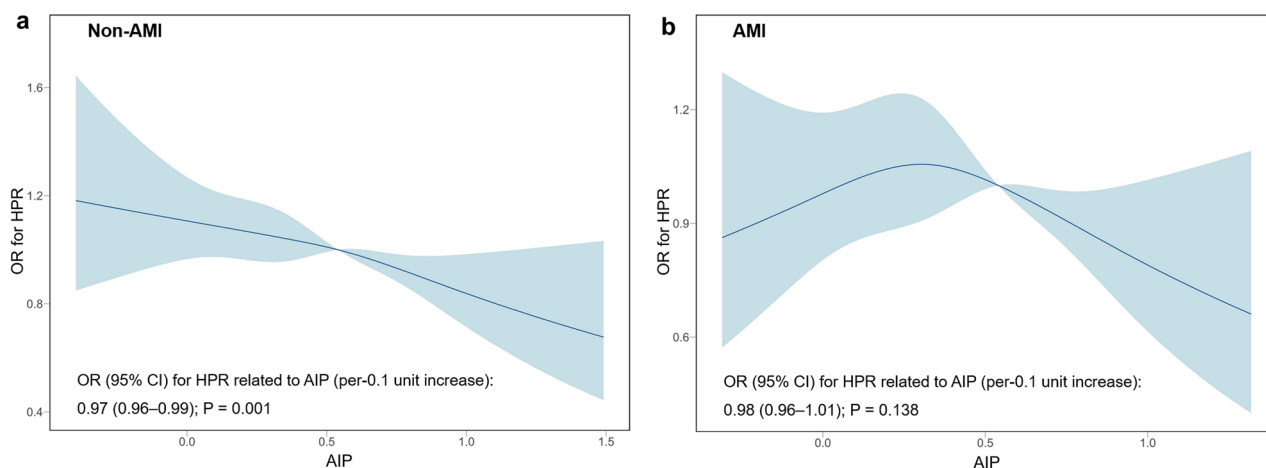 a
Non-AMI
1.6
1.2
0.8
0.4
OR for HPR
OR (95% CI) for HPR related to AIP (per-0.1 unit increase):
0.97 (0.96–0.99); P = 0.001
0.0
0.5
1.0
1.5
AIP
b
AMI
1.2
0.9
0.6
OR for HPR
OR (95% CI) for HPR related to AIP (per-0.1 unit increase):
0.98 (0.96–1.01); P = 0.138
0.0
0.5
1.0
AIP